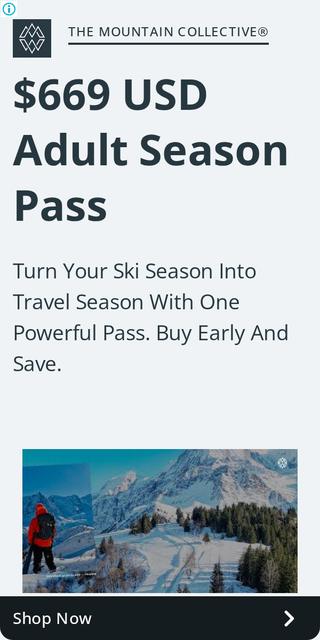 THE MOUNTAIN COLLECTIVE®
$669 USD
Adult Season
Pass
Turn Your Ski Season Into
Travel Season With One
Powerful Pass. Buy Early And
Save.
Shop Now